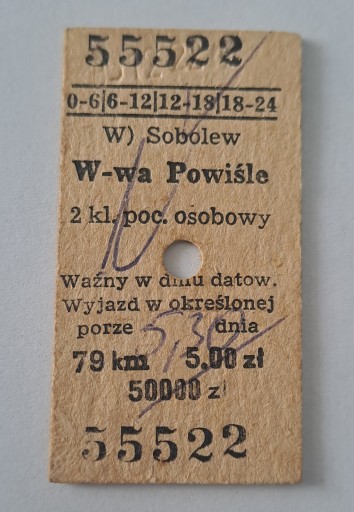 55522
0-6|6-12|12-18|18-24
W) Sobolew
W-wa Powiśle
2 kl. poc. osobowy
Ważny w dniu datow.
Wyjazd w określonej
porze dnia
79 km 5.00 zł
50000 zł
55522